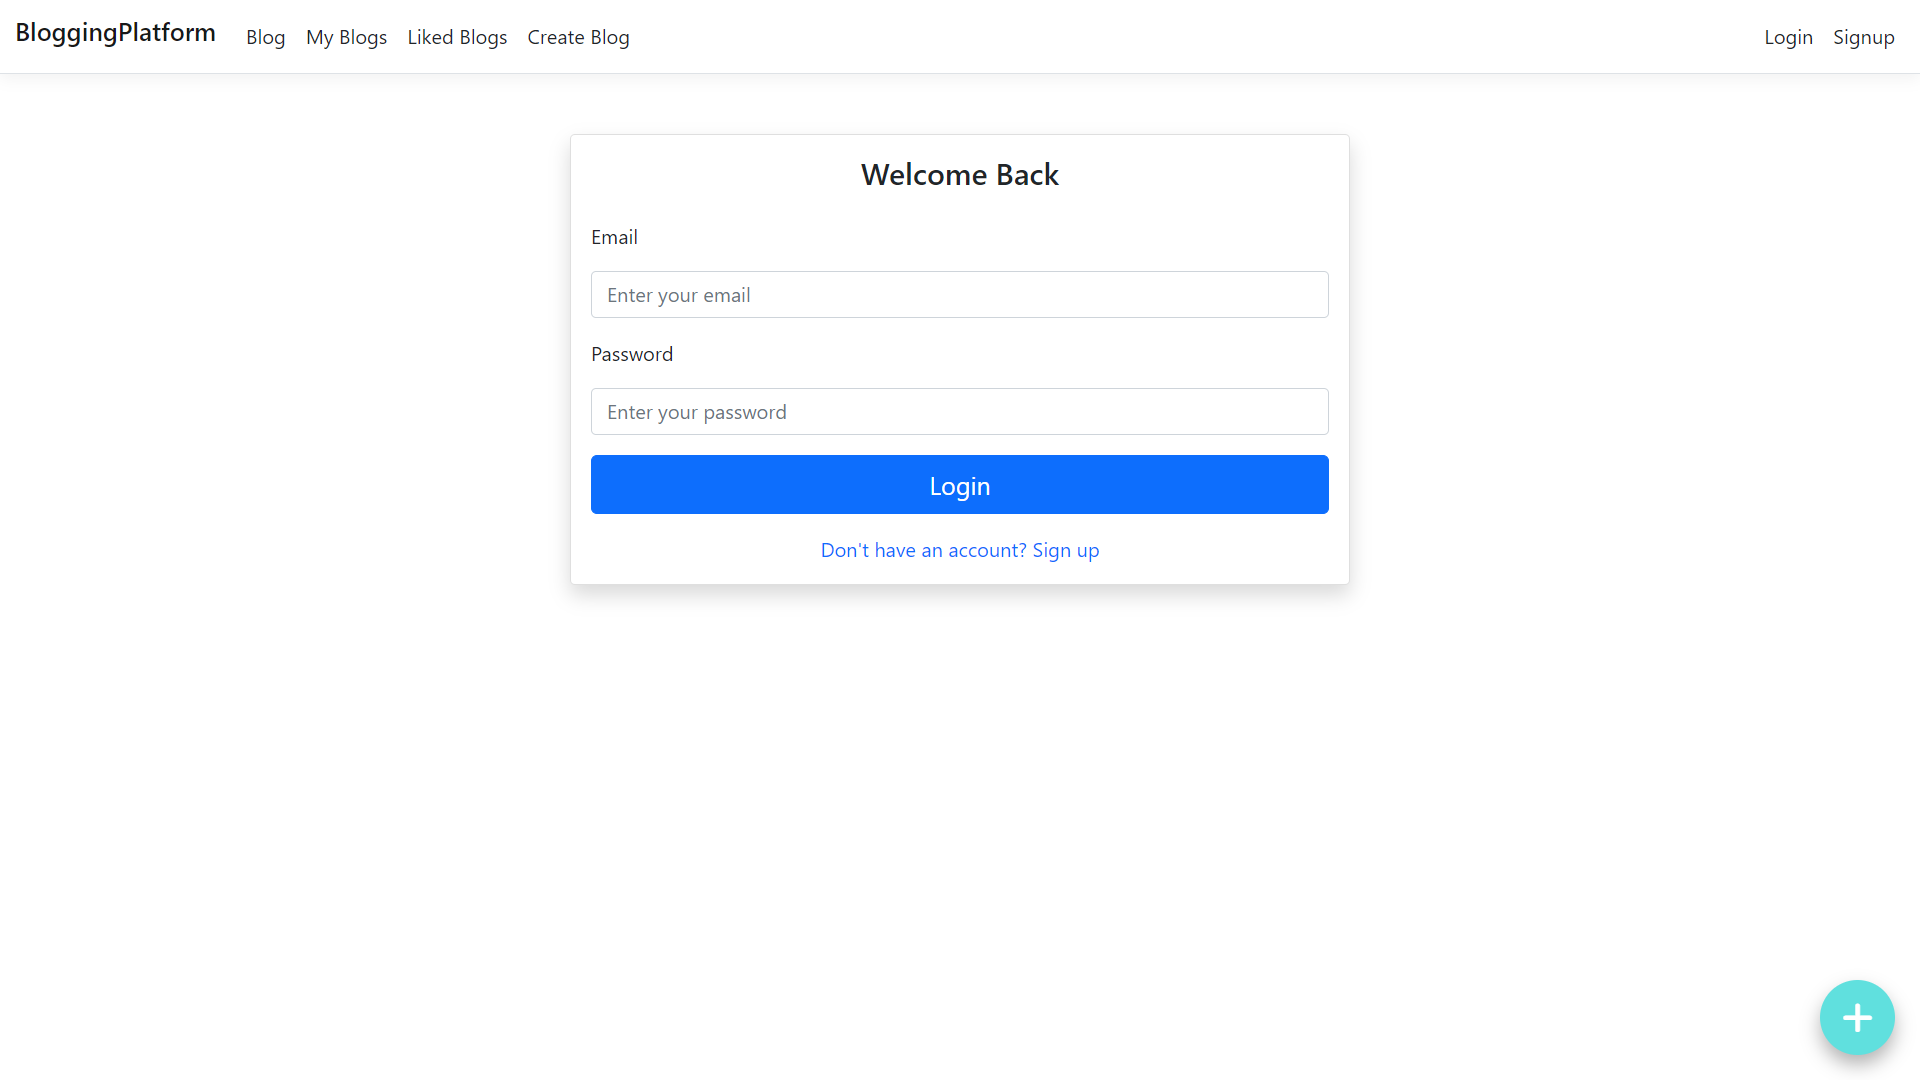 BloggingPlatform Blog My Blogs Liked Blogs Create Blog Login Signup
Welcome Back
Email
Enter your email
Password
Enter your password
Login
Don't have an account? Sign up